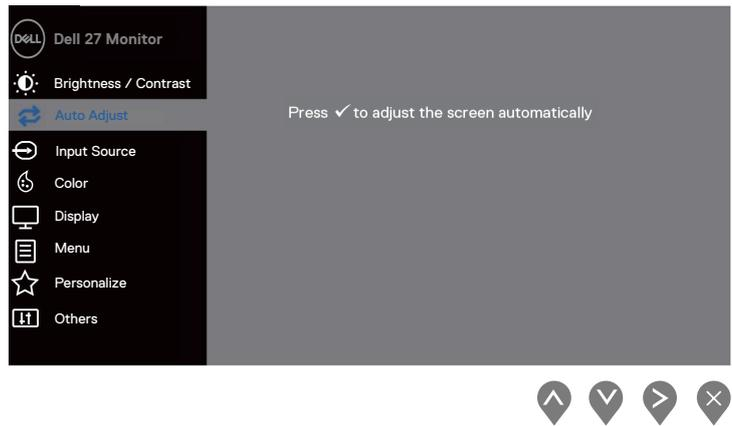 DELL
Dell 27 Monitor
Brightness / Contrast
Auto Adjust
Press ✓ to adjust the screen automatically
Input Source
Color
Display
Menu
Personalize
Others